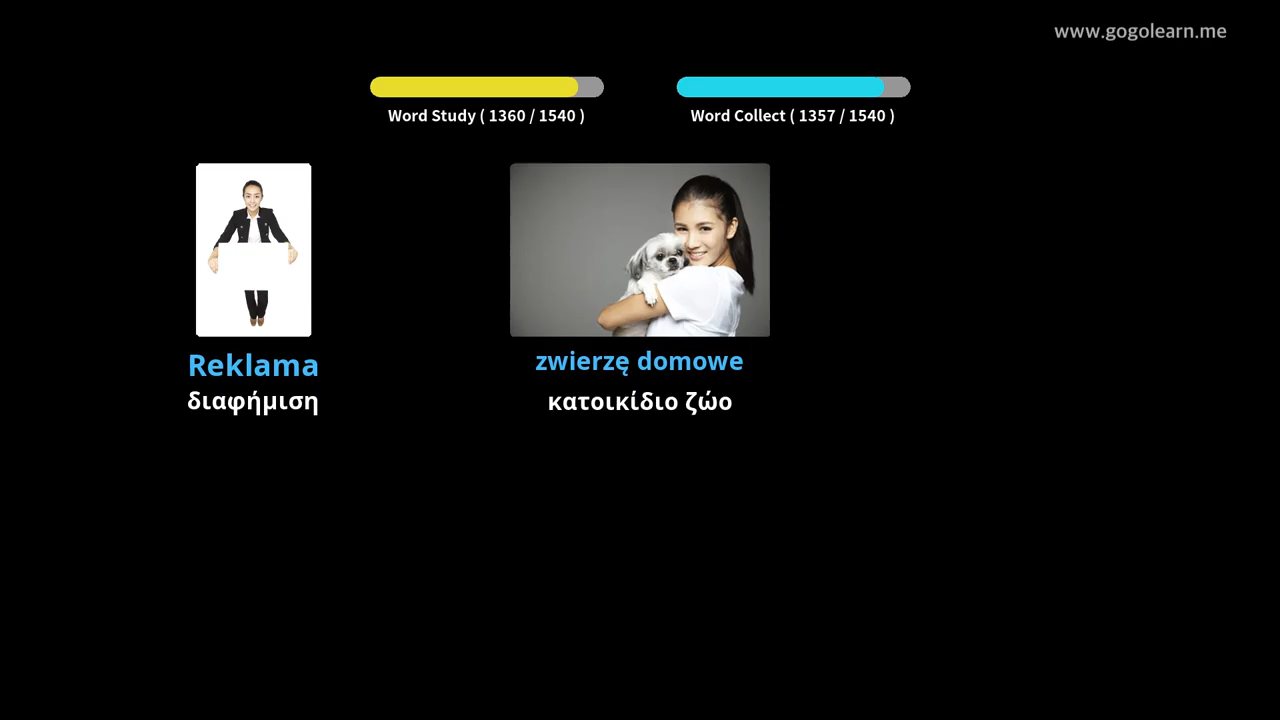 www.gogolearn.me
Word Study ( 1360 / 1540 )
Word Collect ( 1357 / 1540 )
Reklama
διαφήμιση
zwierzę domowe
κατοικίδιο ζώο